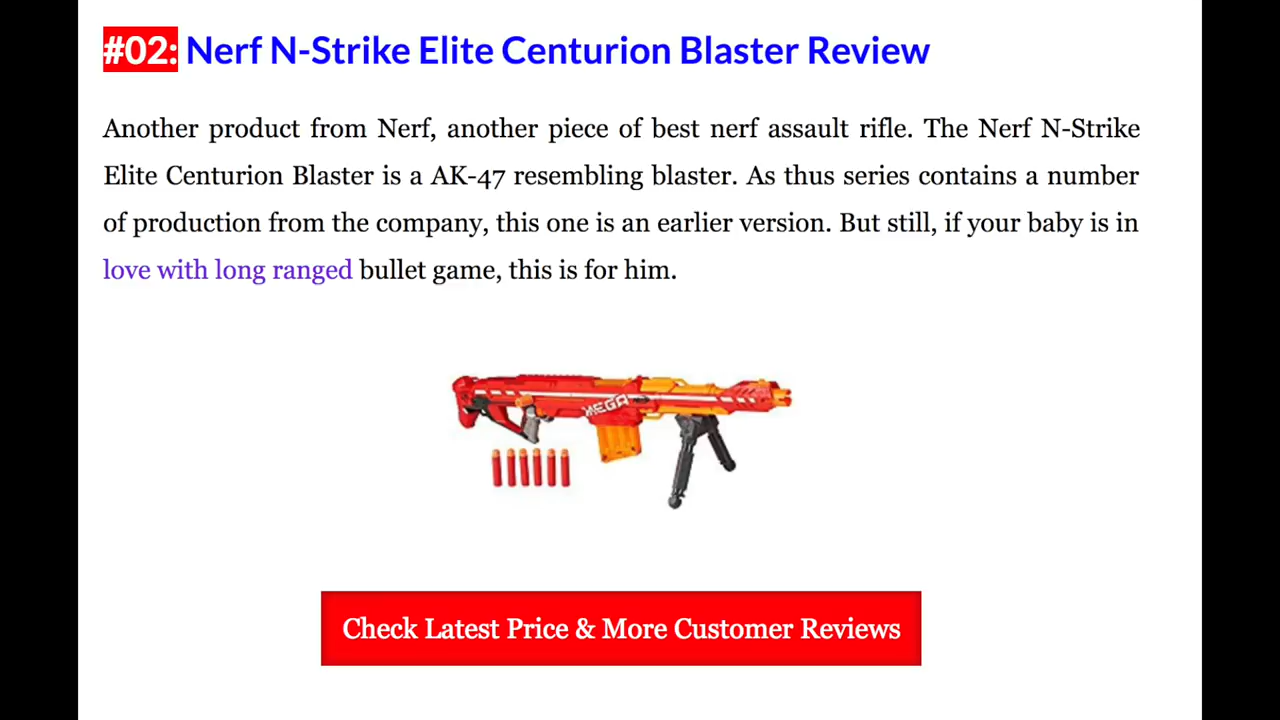 #02: Nerf N-Strike Elite Centurion Blaster Review
Another product from Nerf, another piece of best nerf assault rifle. The Nerf N-Strike
Elite Centurion Blaster is a AK-47 resembling blaster. As thus series contains a number
of production from the company, this one is an earlier version. But still, if your baby is in
love with long ranged bullet game, this is for him.
MEGA
Check Latest Price & More Customer Reviews